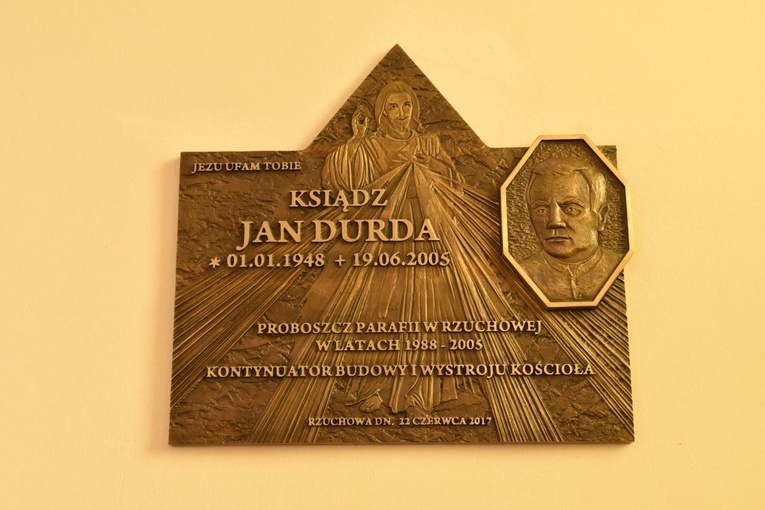 JEZU UFAM TOBIE
KSIĄDZ
JAN DURDA
* 01.01.1948 + 19.06.2005
PROBOSZCZ PARAFII W RZUCHOWEJ
W LATACH 1988 - 2005
KONTYNUATOR BUDOWY I WYSTROJU KOŚCIOŁA
RZUCHOWA DN. 22 CZERWCA 2017